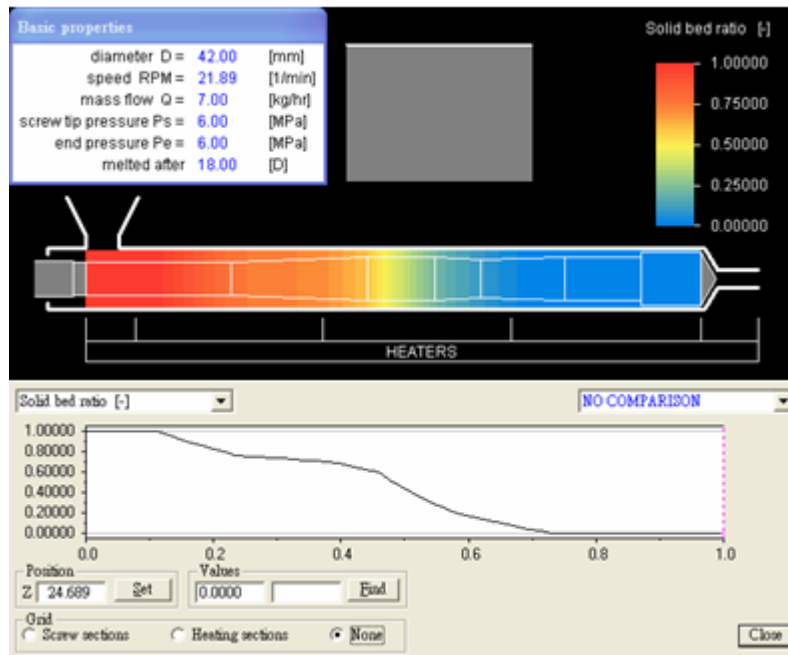 Basic properties
diameter D = 42.00 [mm]
speed RPM = 21.89 [1/min]
mass flow Q = 7.00 [kg/hr]
screw tip pressure Ps = 6.00 [MPa]
end pressure Pe = 6.00 [MPa]
melted after 18.00 [D]
Solid bed ratio [-]
1.00000
0.75000
0.50000
0.25000
0.00000
HEATERS
Solid bed ratio [-]
NO COMPARISON
1.00000
0.80000
0.60000
0.40000
0.20000
0.00000
0.0 0.2 0.4 0.6 0.8 1.0
Position
Z 24.689 Set
Values
0.0000 Find
Grid
Screw sections Heating sections None
Close